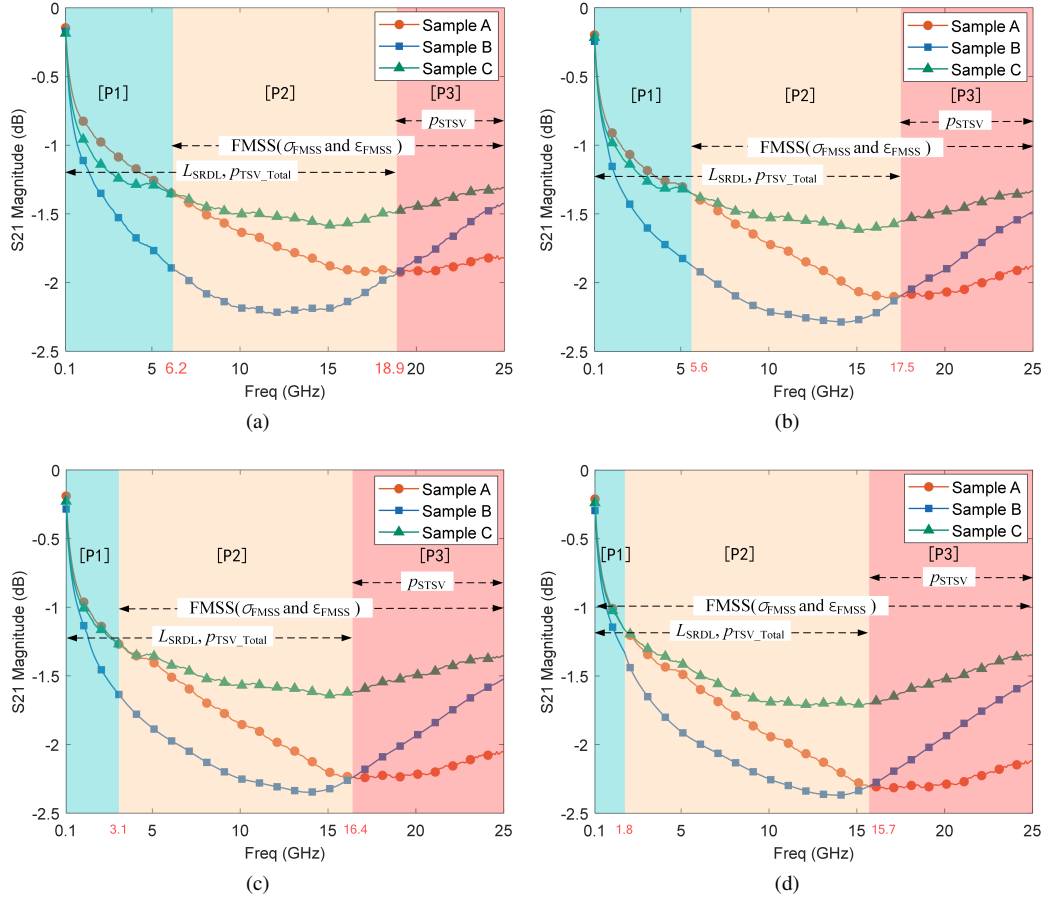 0
-0.5
-1
-1.5
-2
-2.5
S21 Magnitude (dB)
Sample A
Sample B
Sample C
[P1]
[P2]
[P3]
pSTSV
FMSS(σFMSS and εFMSS)
LSRDL, pTSV_Total
0.1 5 6.2 10 15 18.9 20 25
Freq (GHz)
(a)
0
-0.5
-1
-1.5
-2
-2.5
S21 Magnitude (dB)
Sample A
Sample B
Sample C
[P1]
[P2]
[P3]
pSTSV
FMSS(σFMSS and εFMSS)
LSRDL, pTSV_Total
0.1 5 5.6 10 15 17.5 20 25
Freq (GHz)
(b)
0
-0.5
-1
-1.5
-2
-2.5
S21 Magnitude (dB)
Sample A
Sample B
Sample C
[P1]
[P2]
[P3]
pSTSV
FMSS(σFMSS and εFMSS)
LSRDL, pTSV_Total
0.1 3.1 5 10 15 16.4 20 25
Freq (GHz)
(c)
0
-0.5
-1
-1.5
-2
-2.5
S21 Magnitude (dB)
Sample A
Sample B
Sample C
[P1]
[P2]
[P3]
pSTSV
FMSS(σFMSS and εFMSS)
LSRDL, pTSV_Total
0.1 1.8 5 10 15 15.7 20 25
Freq (GHz)
(d)